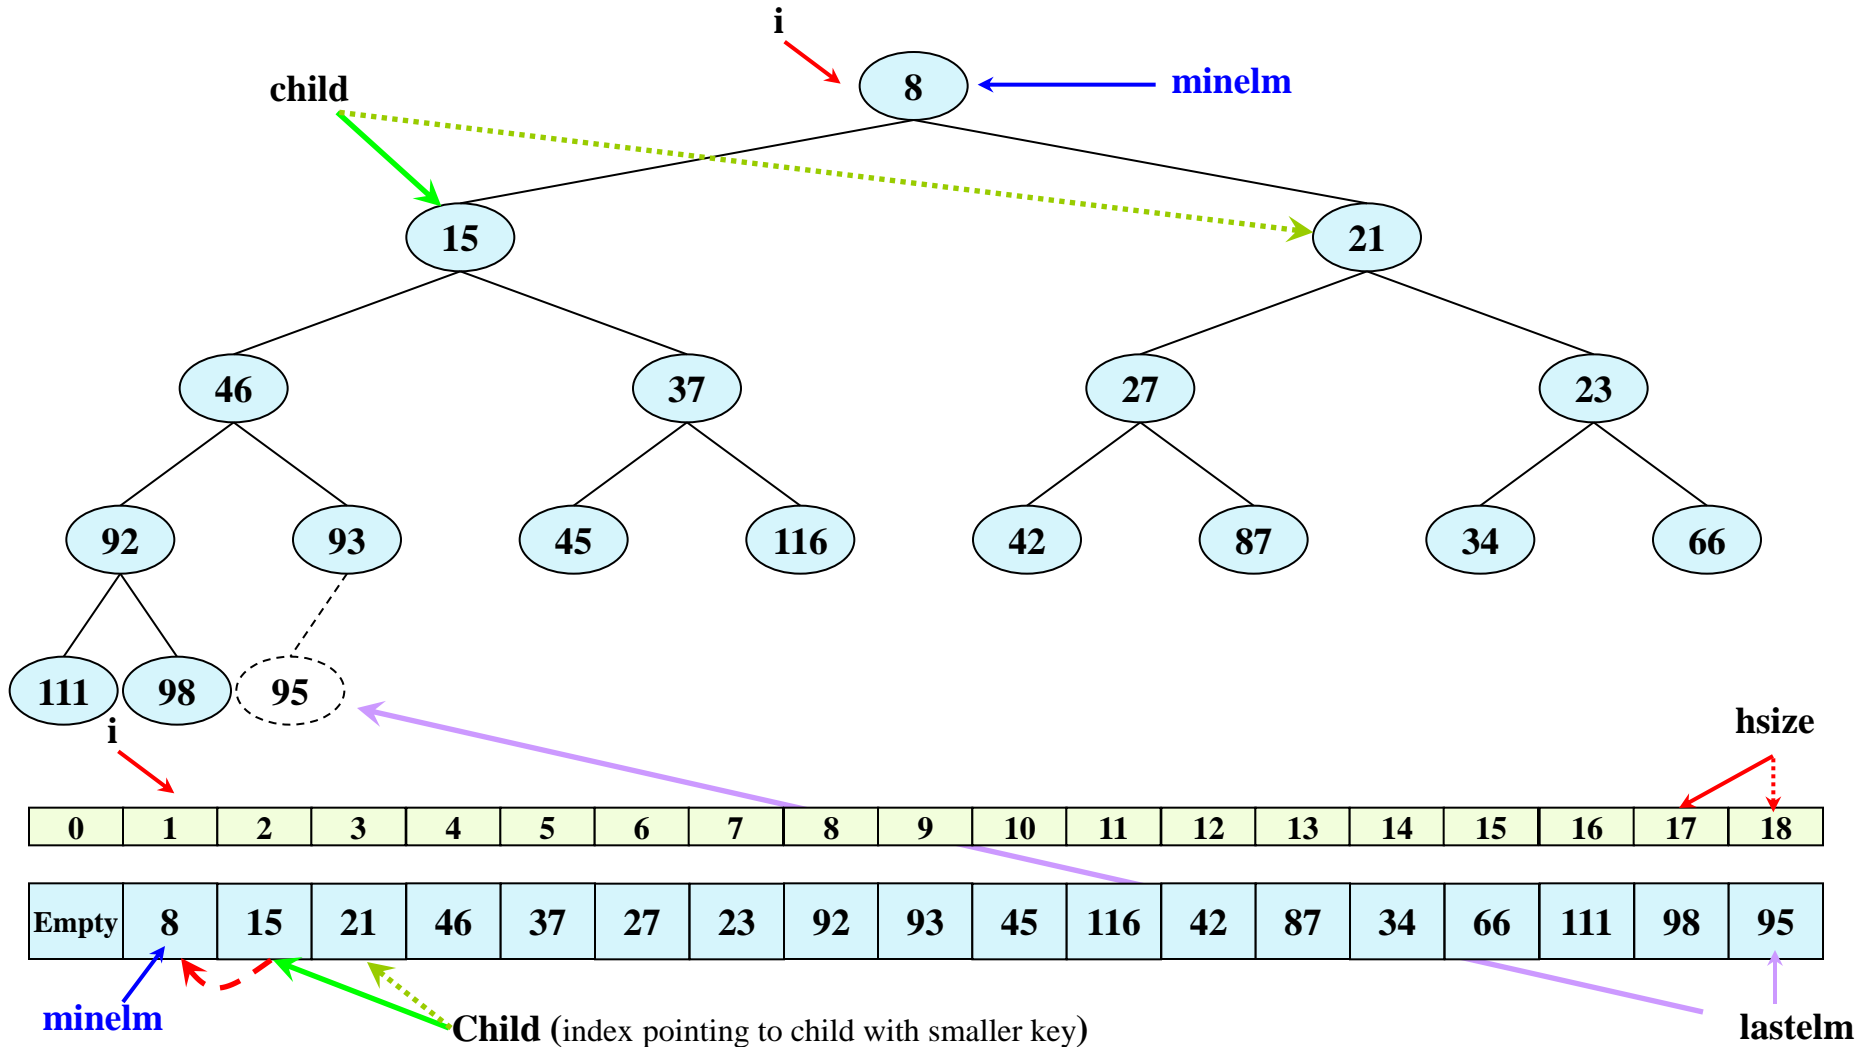 i
child
8
minelm
15
21
46
37
27
23
92
93
45
116
42
87
34
66
111
98
95
i
hsize
0 1 2 3 4 5 6 7 8 9 10 11 12 13 14 15 16 17 18
Empty 8 15 21 46 37 27 23 92 93 45 116 42 87 34 66 111 98 95
minelm
Child (index pointing to child with smaller key)
lastelm